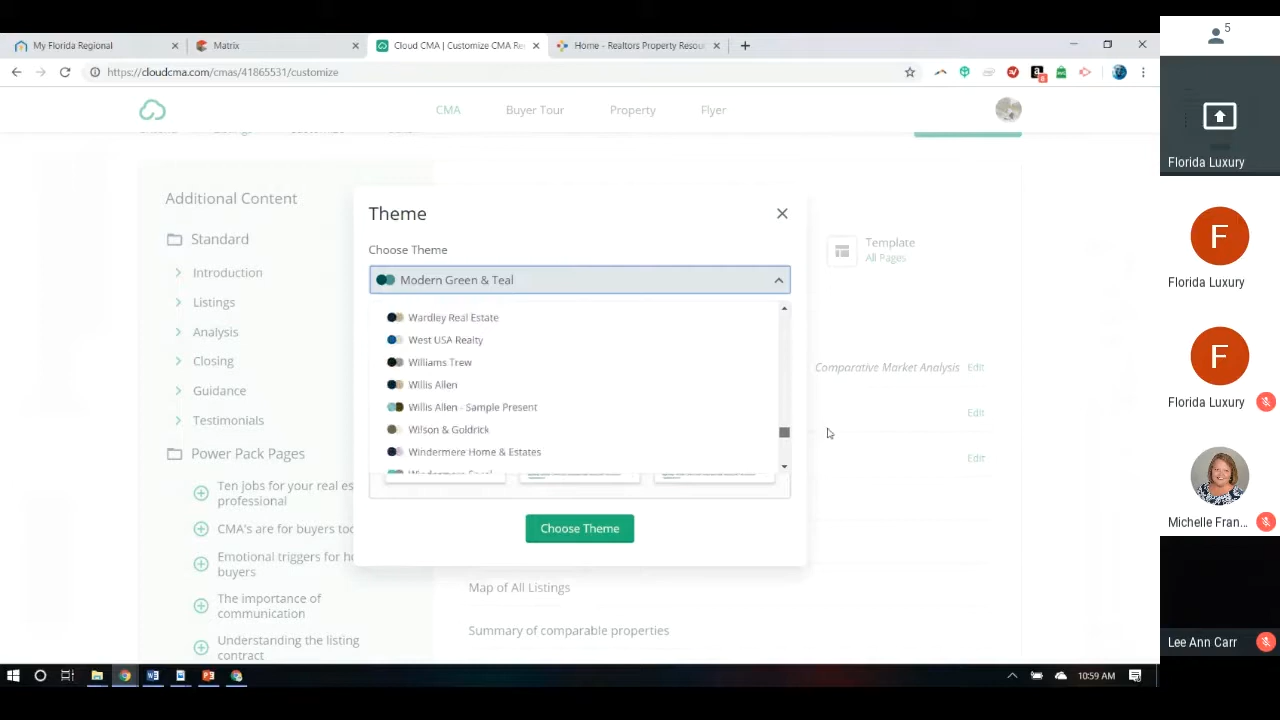 My Florida Regional
Matrix
Cloud CMA | Customize CMA Re
Home - Realtors Property Resou
https://cloudcma.com/cmas/41865531/customize
CMA
Buyer Tour
Property
Flyer
Additional Content
Standard
Introduction
Listings
Analysis
Closing
Guidance
Testimonials
Power Pack Pages
Ten jobs for your real es
professional
CMA's are for buyers too
Emotional triggers for ho
buyers
The importance of
communication
Understanding the listing
contract
Theme
Choose Theme
Modern Green & Teal
Wardley Real Estate
West USA Realty
Williams Trew
Willis Allen
Willis Allen - Sample Present
Wilson & Goldrick
Windermere Home & Estates
Choose Theme
Template
All Pages
Comparative Market Analysis Edit
Edit
Edit
Map of All Listings
Summary of comparable properties
10:59 AM
5
Florida Luxury
F
Florida Luxury
F
Florida Luxury
Michelle Fran...
Lee Ann Carr